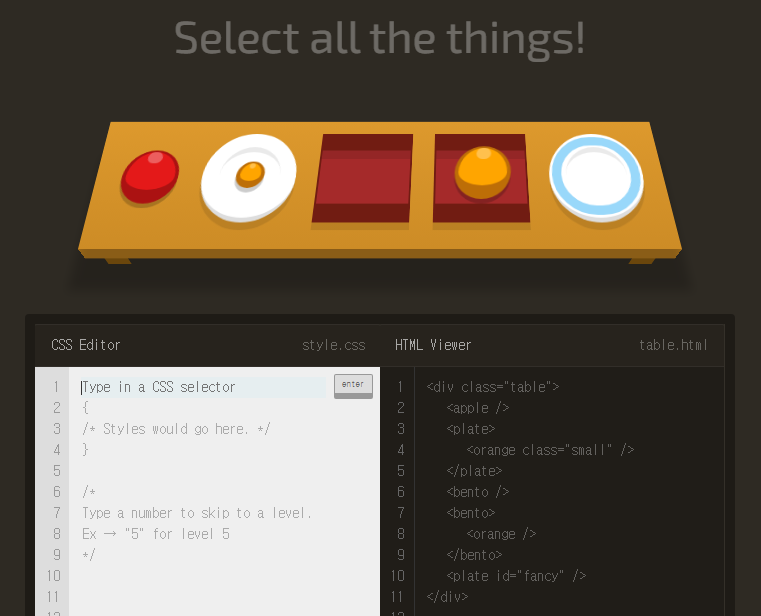 Select all the things!
CSS Editor
style.css
HTML Viewer
table.html
1 Type in a CSS selector
enter
2 {
3 /* Styles would go here. */
4 }
5
6 /*
7 Type a number to skip to a level.
8 Ex → "5" for level 5
9 */
10
11
1 <div class="table">
2 <apple />
3 <plate>
4 <orange class="small" />
5 </plate>
6 <bento />
7 <bento>
8 <orange />
9 </bento>
10 <plate id="fancy" />
11 </div>